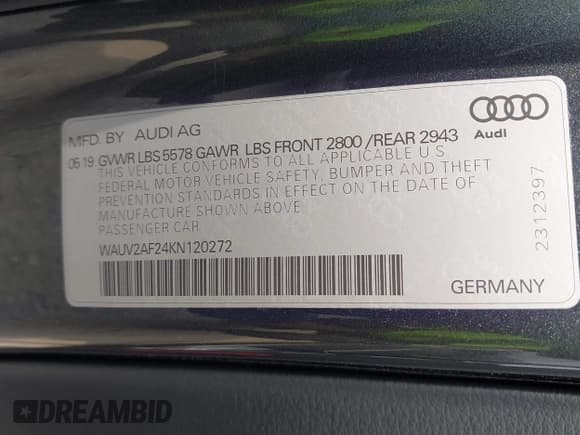 MFD. BY AUDI AG
05 19 GVWR LBS 5578 GAWR LBS FRONT 2800 /REAR 2943
THIS VEHICLE CONFORMS TO ALL APPLICABLE U.S.
FEDERAL MOTOR VEHICLE SAFETY, BUMPER AND THEFT
PREVENTION STANDARDS IN EFFECT ON THE DATE OF
MANUFACTURE SHOWN ABOVE
PASSENGER CAR
WAUV2AF24KN120272
Audi
2312397
GERMANY
DREAMBID